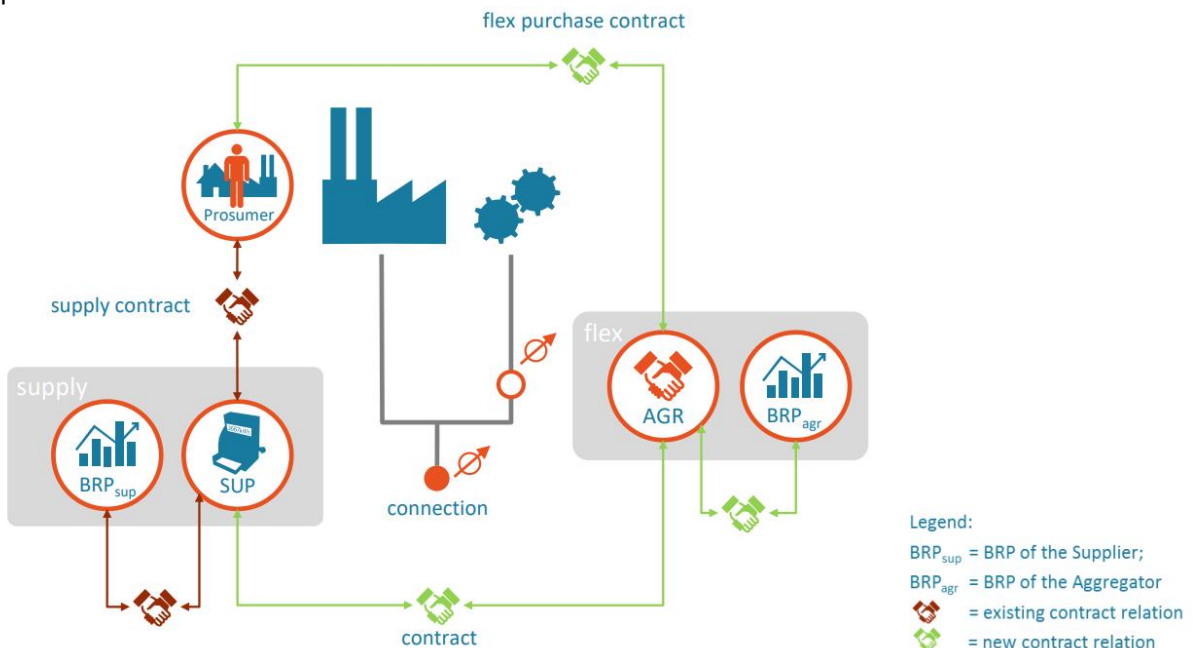 flex purchase contract
Prosumer
supply contract
flex
supply
AGR
BRPagr
BRPsup
SUP
connection
contract
Legend:
BRPsup = BRP of the Supplier;
BRPagr = BRP of the Aggregator
= existing contract relation
= new contract relation